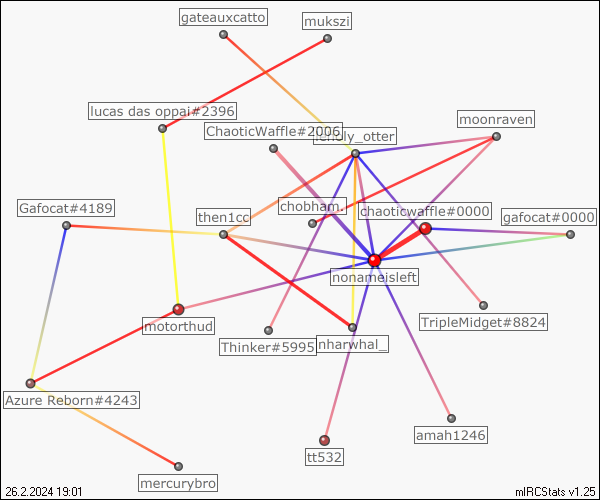 gateauxcatto
mukszi
lucas das oppai#2396
moonraven
ChaoticWaffle#2006
_otter
Gafocat#4189
chobham.
chaoticwaffle#0000
then1cc
gafocat#0000
nonameisleft
TripleMidget#8824
motorthud
Thinker#5995
nharwhal_
Azure Reborn#4243
amah1246
tt532
mercurybro
26.2.2024 19:01
mIRCStats v1.25